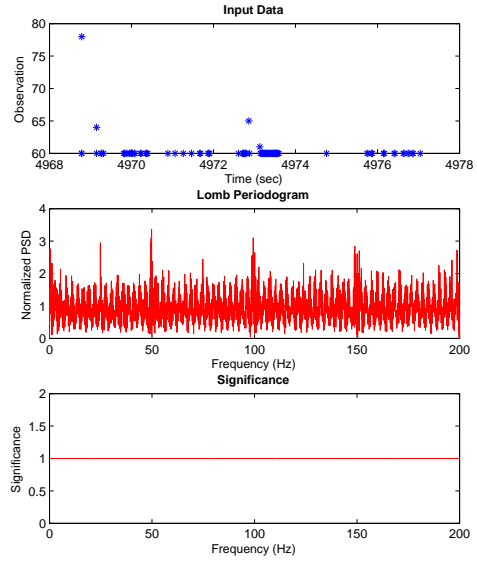 Input Data
80
75
70
65
60
Observation
4968 4970 4972 4974 4976 4978
Time (sec)
Lomb Periodogram
4
3
2
1
0
Normalized PSD
0 50 100 150 200
Frequency (Hz)
Significance
2
1.5
1
0.5
0
Significance
0 50 100 150 200
Frequency (Hz)